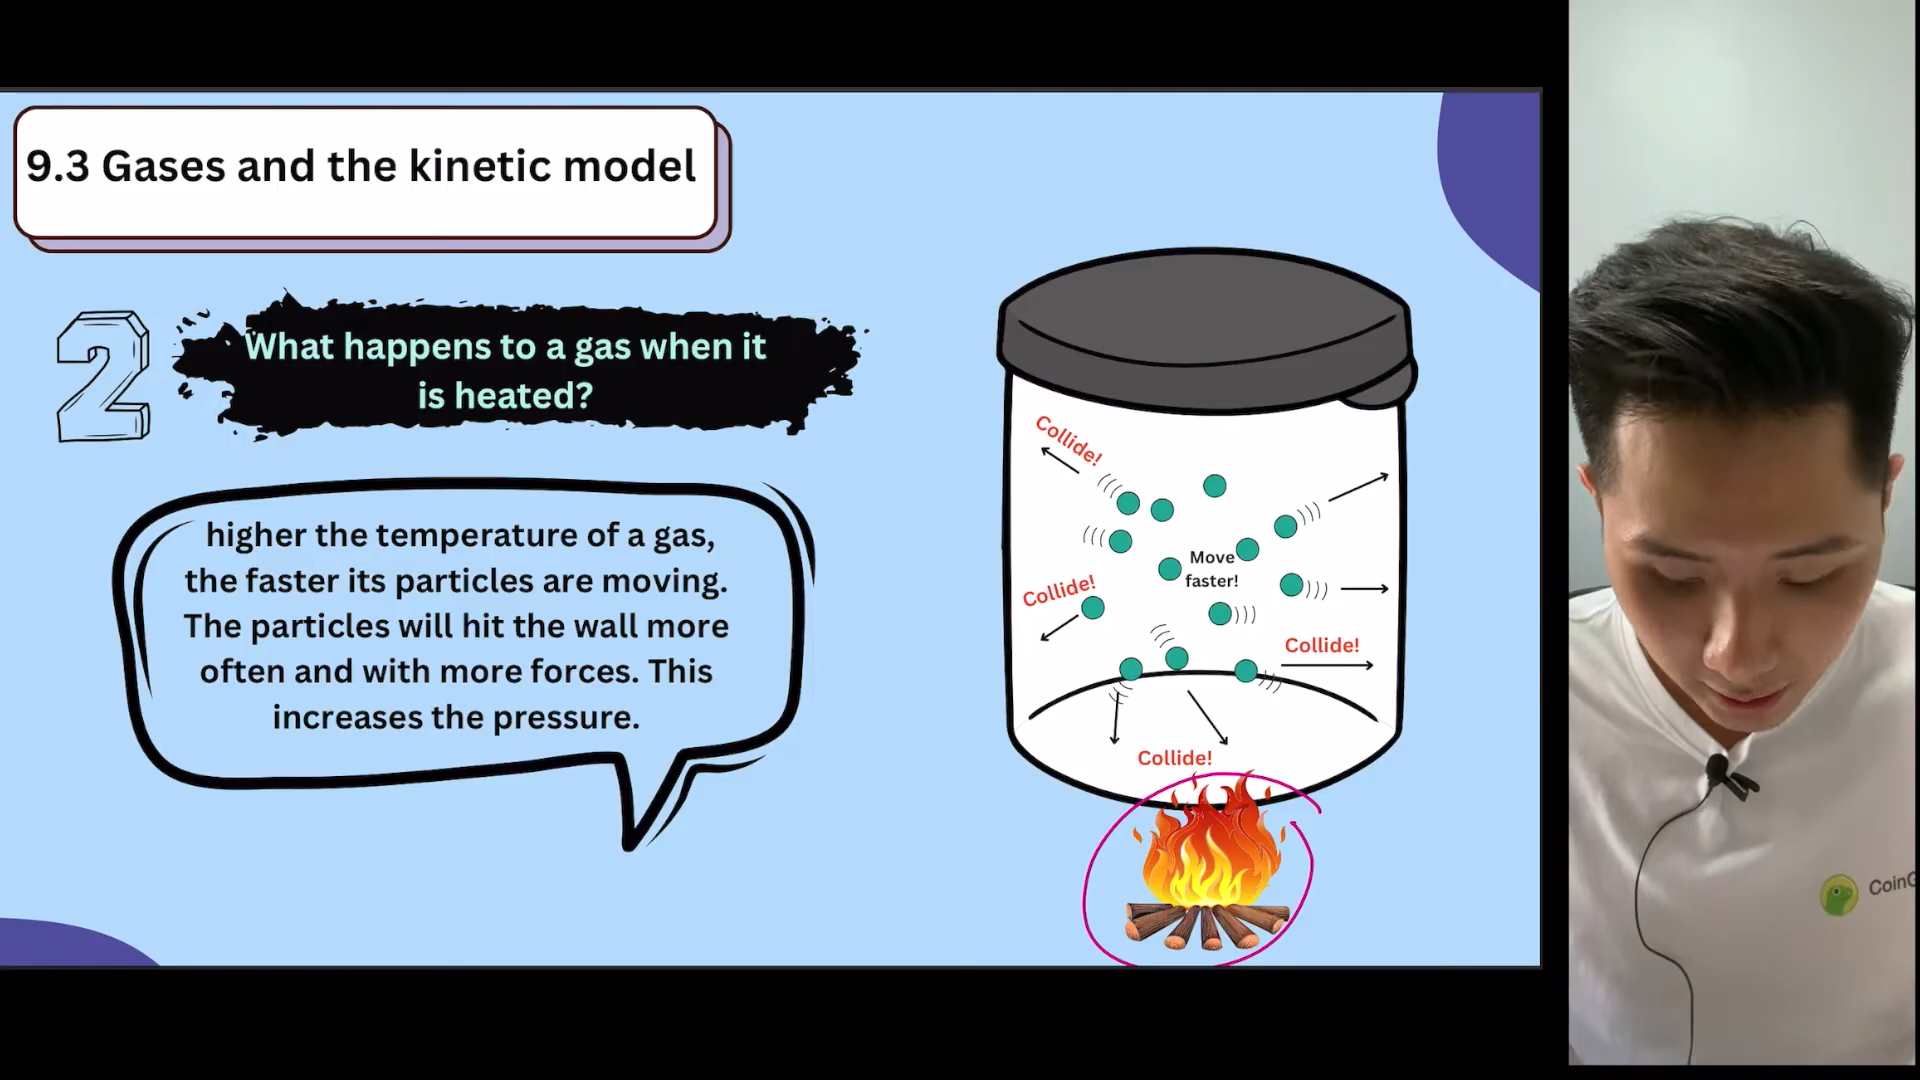 9.3 Gases and the kinetic model
2
What happens to a gas when it
is heated?
higher the temperature of a gas,
the faster its particles are moving.
The particles will hit the wall more
often and with more forces. This
increases the pressure.
Collide!
Move
faster!
Collide!
Collide!
Collide!